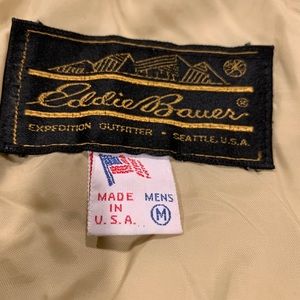 Eddie Bauer ®
EXPEDITION OUTFITTER - SEATTLE, U.S.A.
MADE IN U.S.A.
MENS
M